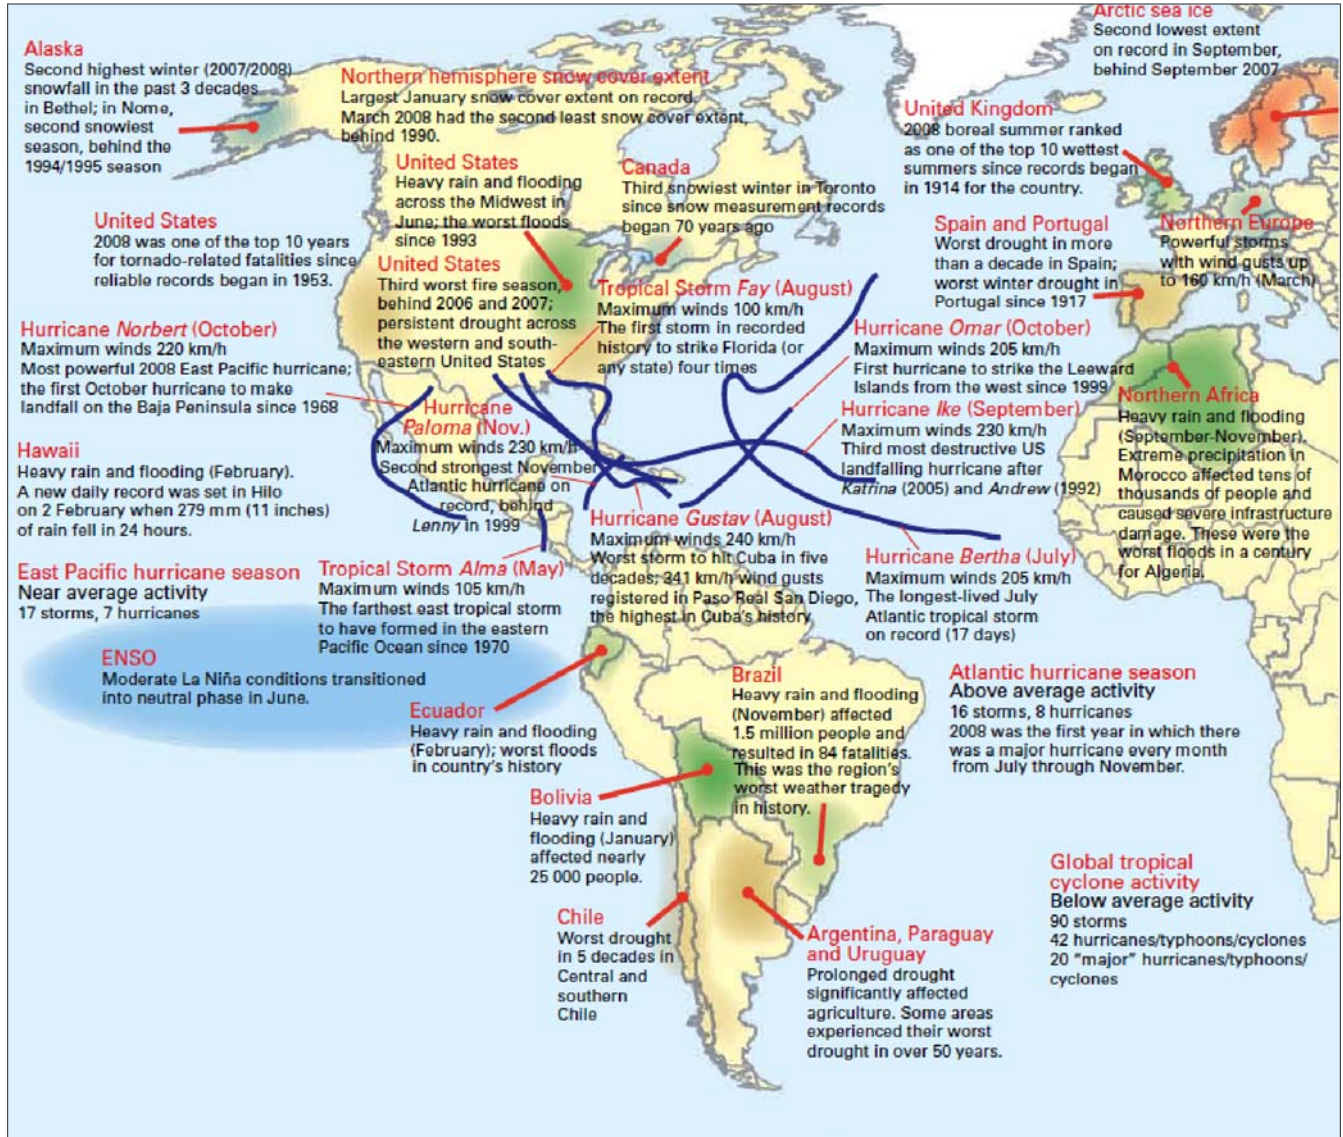 Arctic sea ice
Second lowest extent
on record in September,
behind September 2007
Alaska
Second highest winter (2007/2008)
snowfall in the past 3 decades
in Bethel; in Nome,
second snowiest
season, behind the
1994/1995 season
Northern hemisphere snow cover extent
Largest January snow cover extent on record.
March 2008 had the second least snow cover extent,
behind 1990.
United Kingdom
2008 boreal summer ranked
as one of the top 10 wettest
summers since records began
in 1914 for the country.
United States
Heavy rain and flooding
across the Midwest in
June; the worst floods
since 1993
Canada
Third snowiest winter in Toronto
since snow measurement records
began 70 years ago
United States
2008 was one of the top 10 years
for tornado-related fatalities since
reliable records began in 1953.
Spain and Portugal
Worst drought in more
than a decade in Spain;
worst winter drought in
Portugal since 1917
Northern Europe
Powerful storms
with wind gusts up
to 160 km/h (March)
United States
Third worst fire season,
behind 2006 and 2007;
persistent drought across
the western and south-
eastern United States
Tropical Storm Fay (August)
Maximum winds 100 km/h
The first storm in recorded
history to strike Florida (or
any state) four times
Hurricane Norbert (October)
Maximum winds 220 km/h
Most powerful 2008 East Pacific hurricane;
the first October hurricane to make
landfall on the Baja Peninsula since 1968
Hurricane Omar (October)
Maximum winds 205 km/h
First hurricane to strike the Leeward
Islands from the west since 1999
Northern Africa
Heavy rain and flooding
(September-November).
Extreme precipitation in
Morocco affected tens of
thousands of people and
caused severe infrastructure
damage. These were the
worst floods in a century
for Algeria.
Hurricane
Paloma (Nov.)
Maximum winds 230 km/h
Second strongest November
Atlantic hurricane on
record, behind
Lenny in 1999
Hurricane Ike (September)
Maximum winds 230 km/h
Third most destructive US
landfalling hurricane after
Katrina (2005) and Andrew (1992)
Hawaii
Heavy rain and flooding (February).
A new daily record was set in Hilo
on 2 February when 279 mm (11 inches)
of rain fell in 24 hours.
Hurricane Gustav (August)
Maximum winds 240 km/h
Worst storm to hit Cuba in five
decades; 341 km/h wind gusts
registered in Paso Real San Diego,
the highest in Cuba's history
Hurricane Bertha (July)
Maximum winds 205 km/h
The longest-lived July
Atlantic tropical storm
on record (17 days)
East Pacific hurricane season
Near average activity
17 storms, 7 hurricanes
Tropical Storm Alma (May)
Maximum winds 105 km/h
The farthest east tropical storm
to have formed in the eastern
Pacific Ocean since 1970
ENSO
Moderate La Niña conditions transitioned
into neutral phase in June.
Ecuador
Heavy rain and flooding
(February); worst floods
in country's history
Brazil
Heavy rain and flooding
(November) affected
1.5 million people and
resulted in 84 fatalities.
This was the region's
worst weather tragedy
in history.
Atlantic hurricane season
Above average activity
16 storms, 8 hurricanes
2008 was the first year in which there
was a major hurricane every month
from July through November.
Bolivia
Heavy rain and
flooding (January)
affected nearly
25 000 people.
Global tropical
cyclone activity
Below average activity
90 storms
42 hurricanes/typhoons/cyclones
20 "major" hurricanes/typhoons/
cyclones
Chile
Worst drought
in 5 decades in
Central and
southern
Chile
Argentina, Paraguay
and Uruguay
Prolonged drought
significantly affected
agriculture. Some areas
experienced their worst
drought in over 50 years.